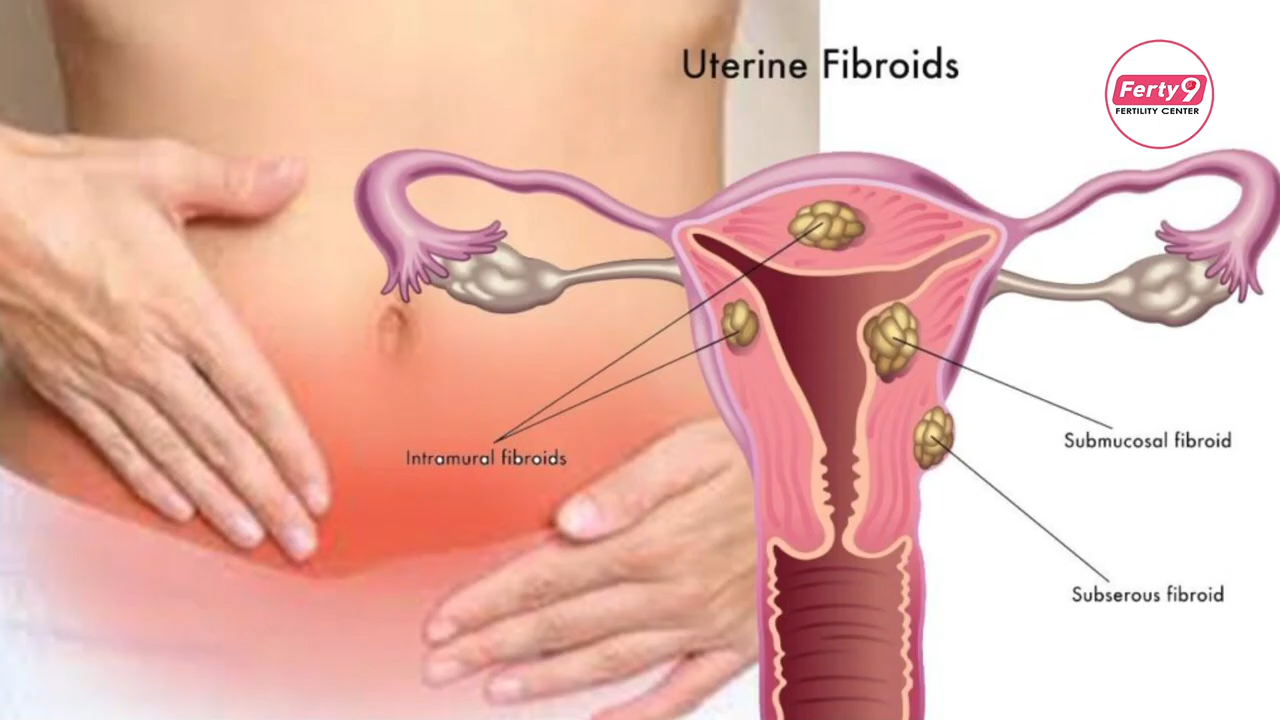 Uterine Fibroids
Ferty9
FERTILITY CENTER
Intramural fibroids
Submucosal fibroid
Subserous fibroid